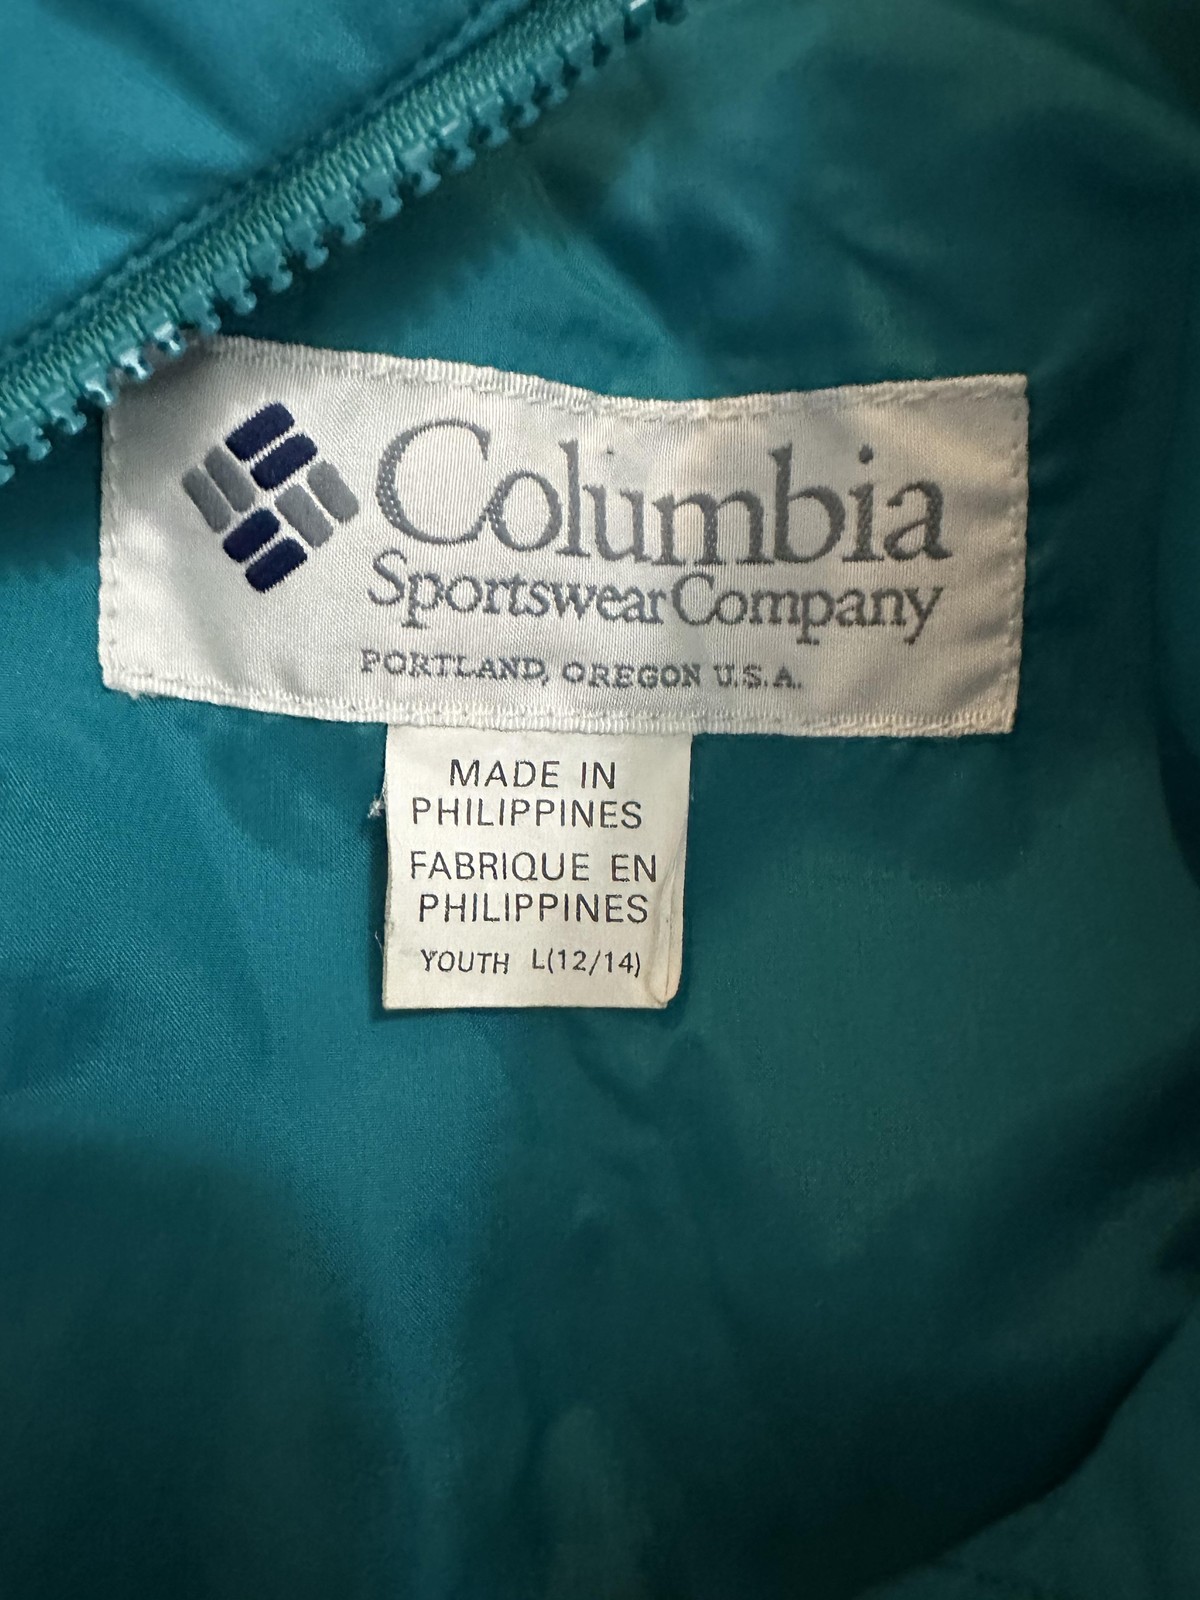 Columbia
Sportswear Company
PORTLAND, OREGON U.S.A.
MADE IN
PHILIPPINES
FABRIQUE EN
PHILIPPINES
YOUTH L(12/14)